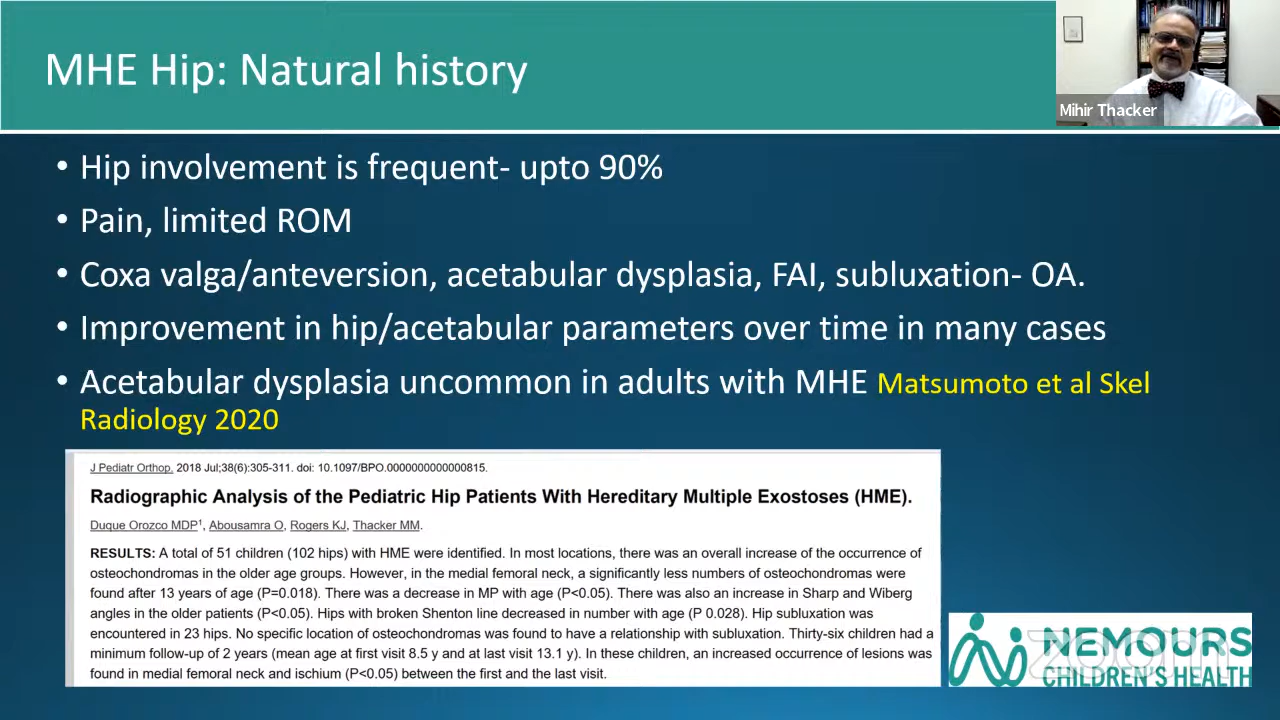 MHE Hip: Natural history
Mihir Thacker
• Hip involvement is frequent- upto 90%
• Pain, limited ROM
• Coxa valga/anteversion, acetabular dysplasia, FAI, subluxation- OA.
• Improvement in hip/acetabular parameters over time in many cases
• Acetabular dysplasia uncommon in adults with MHE Matsumoto et al Skel
Radiology 2020
J Pediatr Orthop. 2018 Jul;38(6):305-311. doi: 10.1097/BPO.0000000000000815.
Radiographic Analysis of the Pediatric Hip Patients With Hereditary Multiple Exostoses (HME).
Duque Orozco MDP1, Abousamra O, Rogers KJ, Thacker MM.
RESULTS: A total of 51 children (102 hips) with HME were identified. In most locations, there was an overall increase of the occurrence of
osteochondromas in the older age groups. However, in the medial femoral neck, a significantly less numbers of osteochondromas were
found after 13 years of age (P=0.018). There was a decrease in MP with age (P<0.05). There was also an increase in Sharp and Wiberg
angles in the older patients (P<0.05). Hips with broken Shenton line decreased in number with age (P 0.028). Hip subluxation was
encountered in 23 hips. No specific location of osteochondromas was found to have a relationship with subluxation. Thirty-six children had a
minimum follow-up of 2 years (mean age at first visit 8.5 y and at last visit 13.1 y). In these children, an increased occurrence of lesions was
found in medial femoral neck and ischium (P<0.05) between the first and the last visit.
NEMOURS
CHILDREN'S HEALTH
zoom